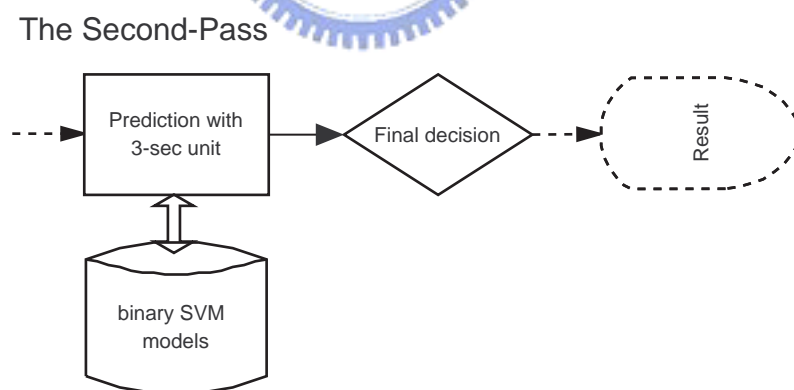 The Second-Pass
Prediction with
3-sec unit
Final decision
Result
binary SVM
models